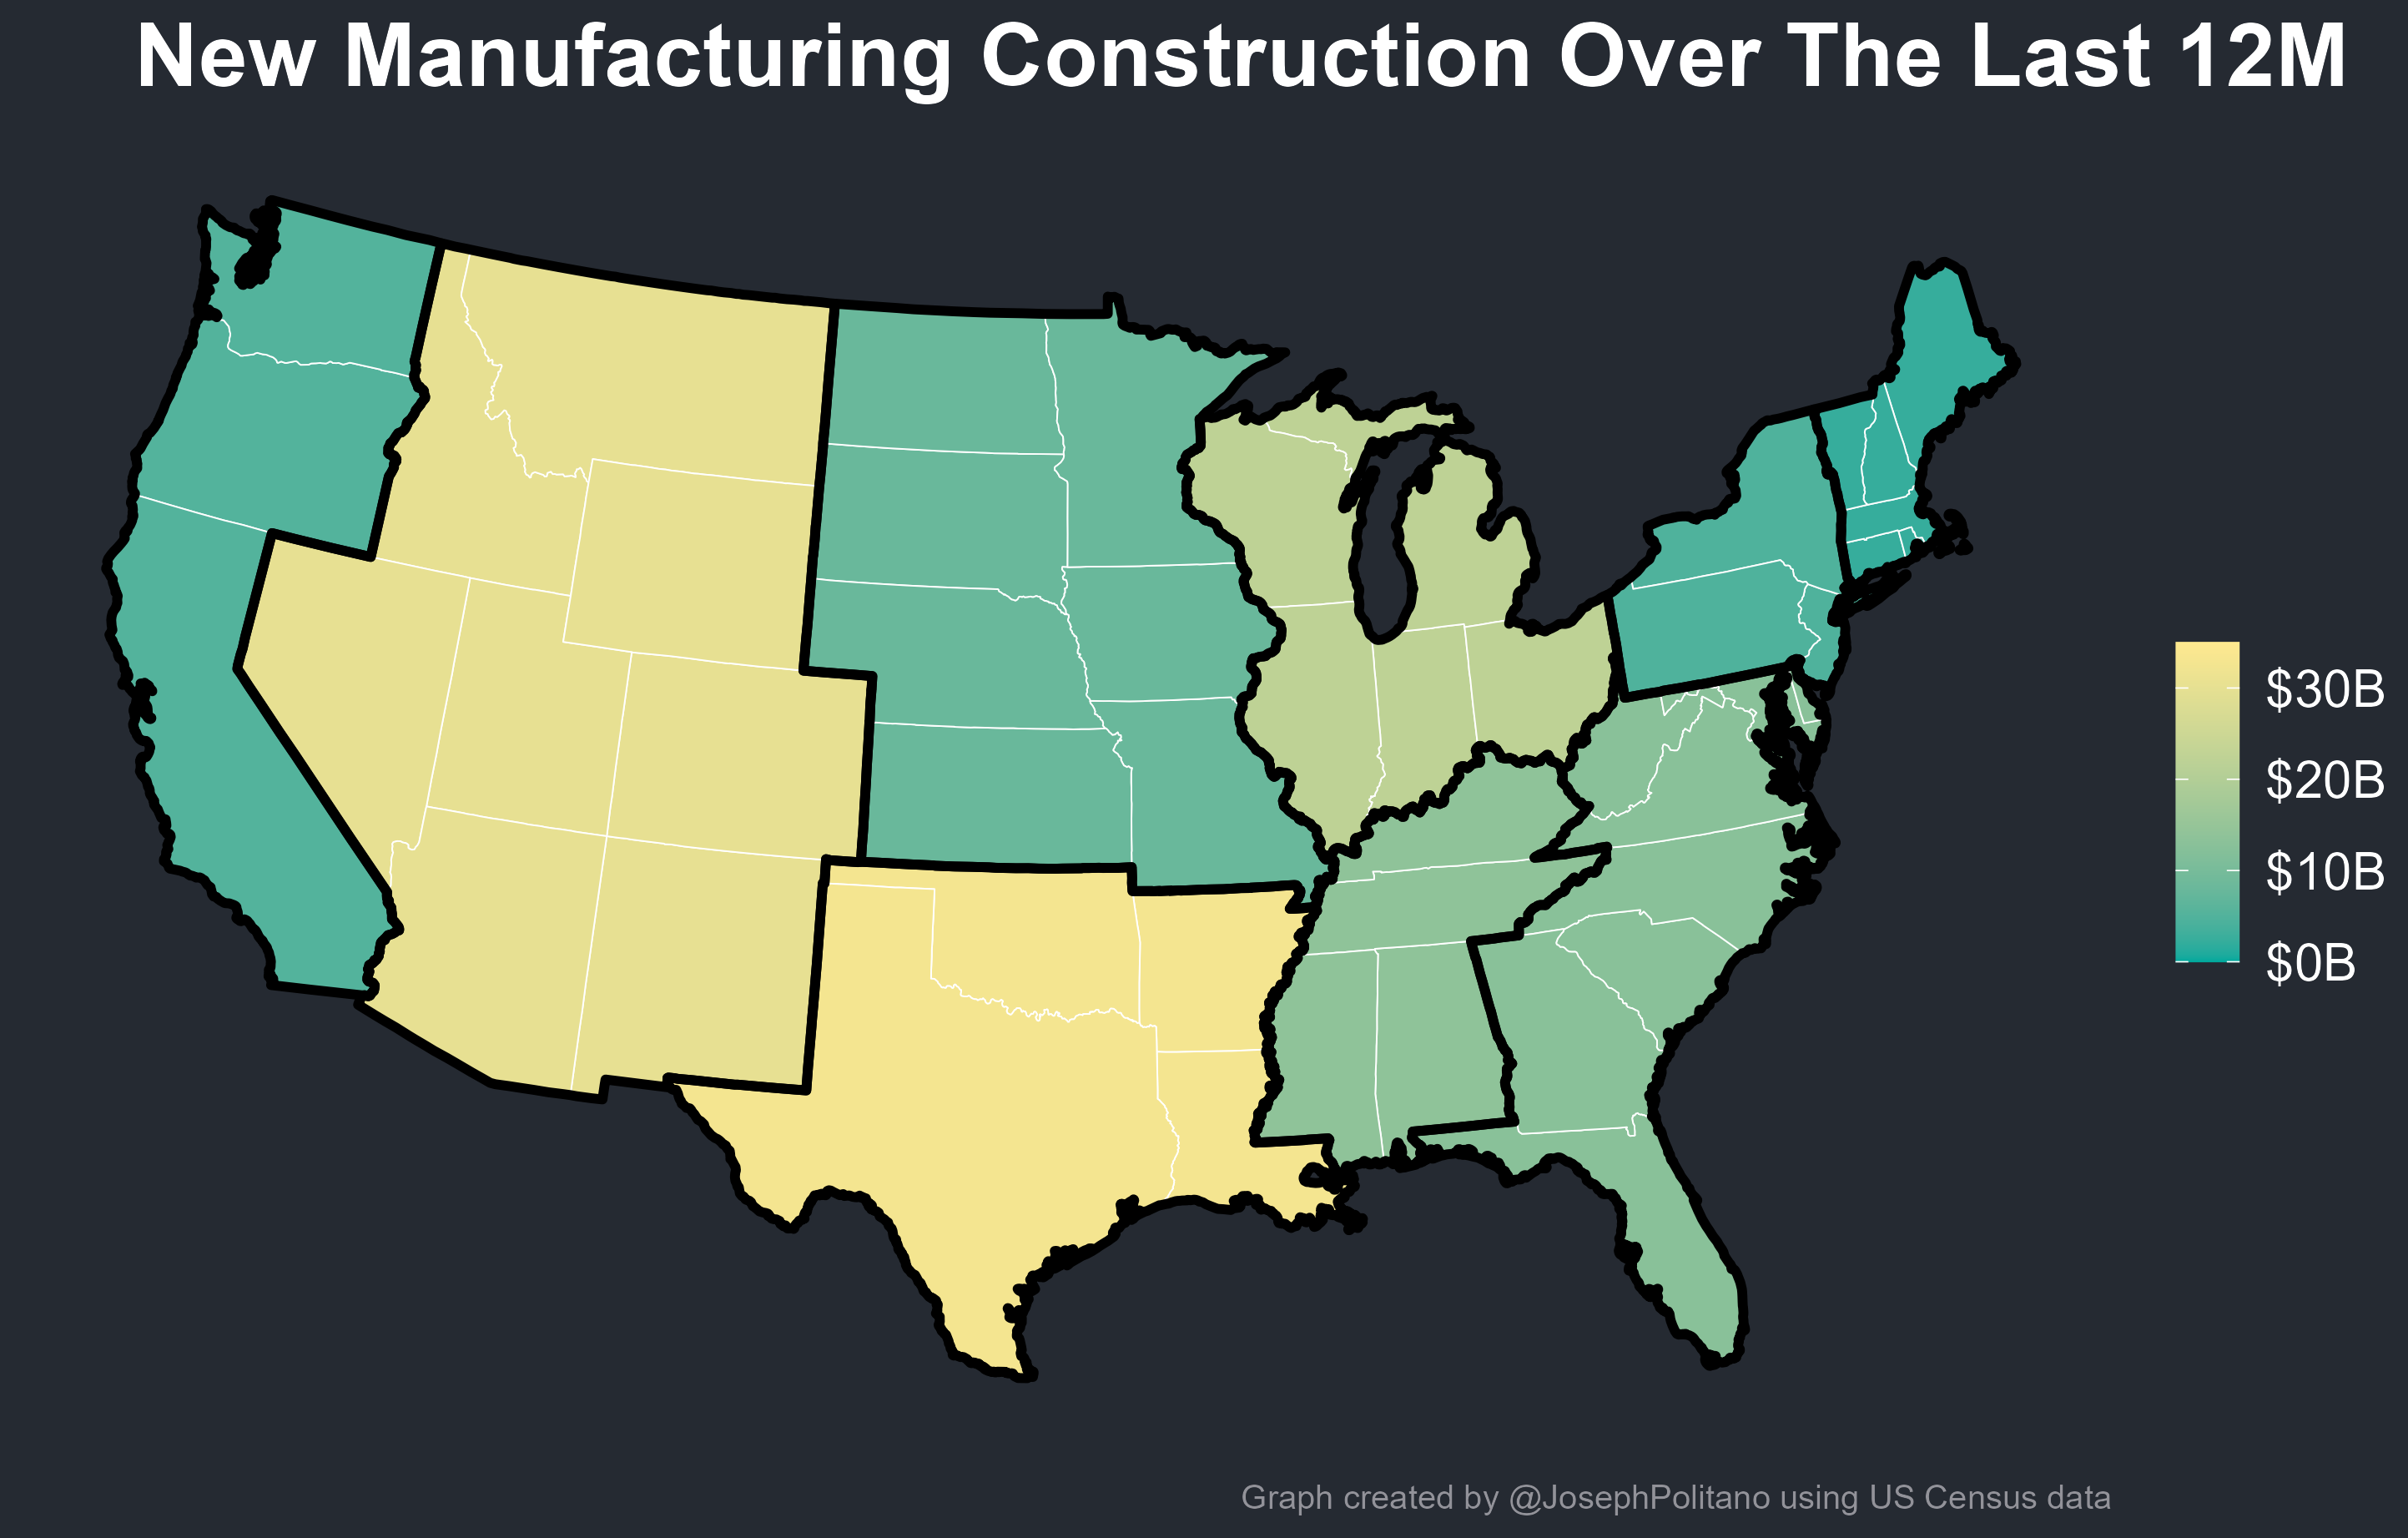 New Manufacturing Construction Over The Last 12M
$30B
$20B
$10B
$0B
Graph created by @JosephPolitano using US Census data